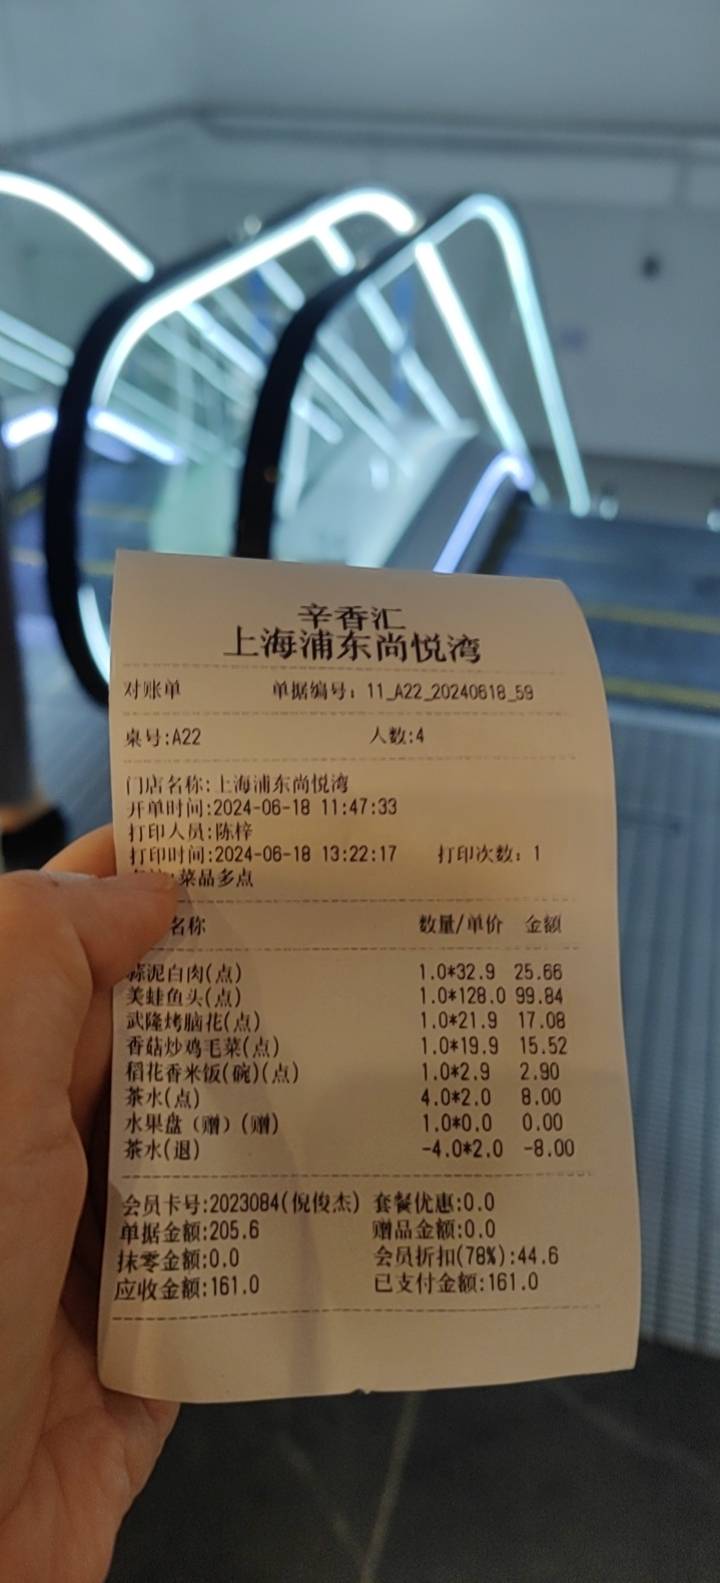 辛香汇
上海浦东尚悦湾
对账单 单据编号：11_A22_20240618_59
桌号:A22 人数:4
门店名称:上海浦东尚悦湾
开单时间:2024-06-18 11:47:33
打印人员:陈梓
打印时间:2024-06-18 13:22:17 打印次数：1
:菜品多点
名称 数量/单价 金额
蒜泥白肉(点) 1.0*32.9 25.66
美蛙鱼头(点) 1.0*128.0 99.84
武隆烤脑花(点) 1.0*21.9 17.08
香菇炒鸡毛菜(点) 1.0*19.9 15.52
稻花香米饭(碗)(点) 1.0*2.9 2.90
茶水(点) 4.0*2.0 8.00
水果盘（赠）(赠) 1.0*0.0 0.00
茶水(退) -4.0*2.0 -8.00
会员卡号:2023084(倪俊杰) 套餐优惠:0.0
单据金额:205.6 赠品金额:0.0
抹零金额:0.0 会员折扣(78%):44.6
应收金额:161.0 已支付金额:161.0